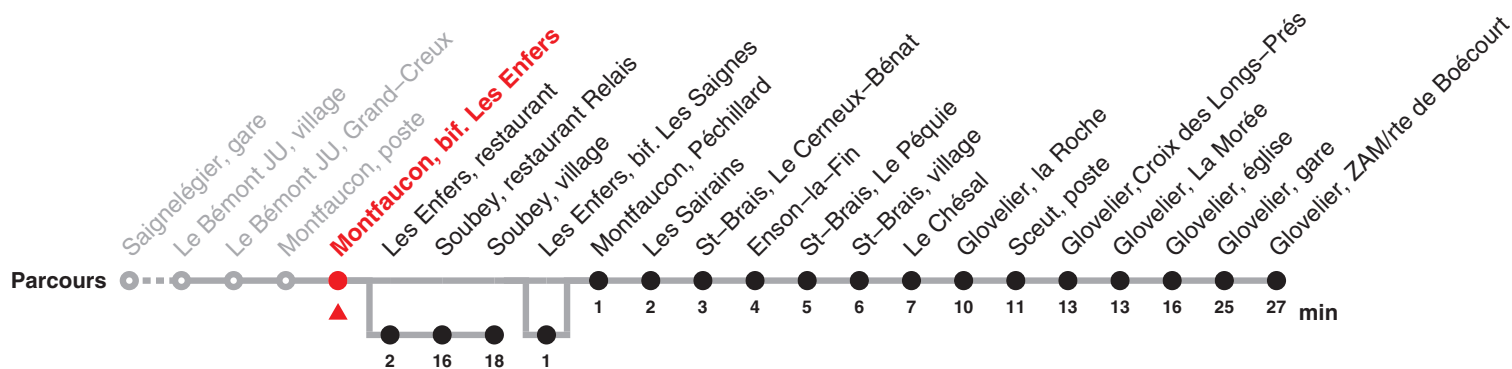 Saignelégier, gare
Le Bémont JU, village
Le Bémont JU, Grand–Creux
Montfaucon, poste
Montfaucon, bif. Les Enfers
Les Enfers, restaurant
Soubey, restaurant Relais
Soubey, village
Les Enfers, bif. Les Saignes
Montfaucon, Péchillard
Les Sairains
St–Brais, Le Cerneux–Bénat
Enson–la–Fin
St–Brais, Le Péquie
St–Brais, village
Le Chésal
Glovelier, la Roche
Sceut, poste
Glovelier,Croix des Longs–Prés
Glovelier, La Morée
Glovelier, église
Glovelier, gare
Glovelier, ZAM/rte de Boécourt
Parcours
1 2 3 4 5 6 7 10 11 13 13 16 25 27 min
2 16 18 1